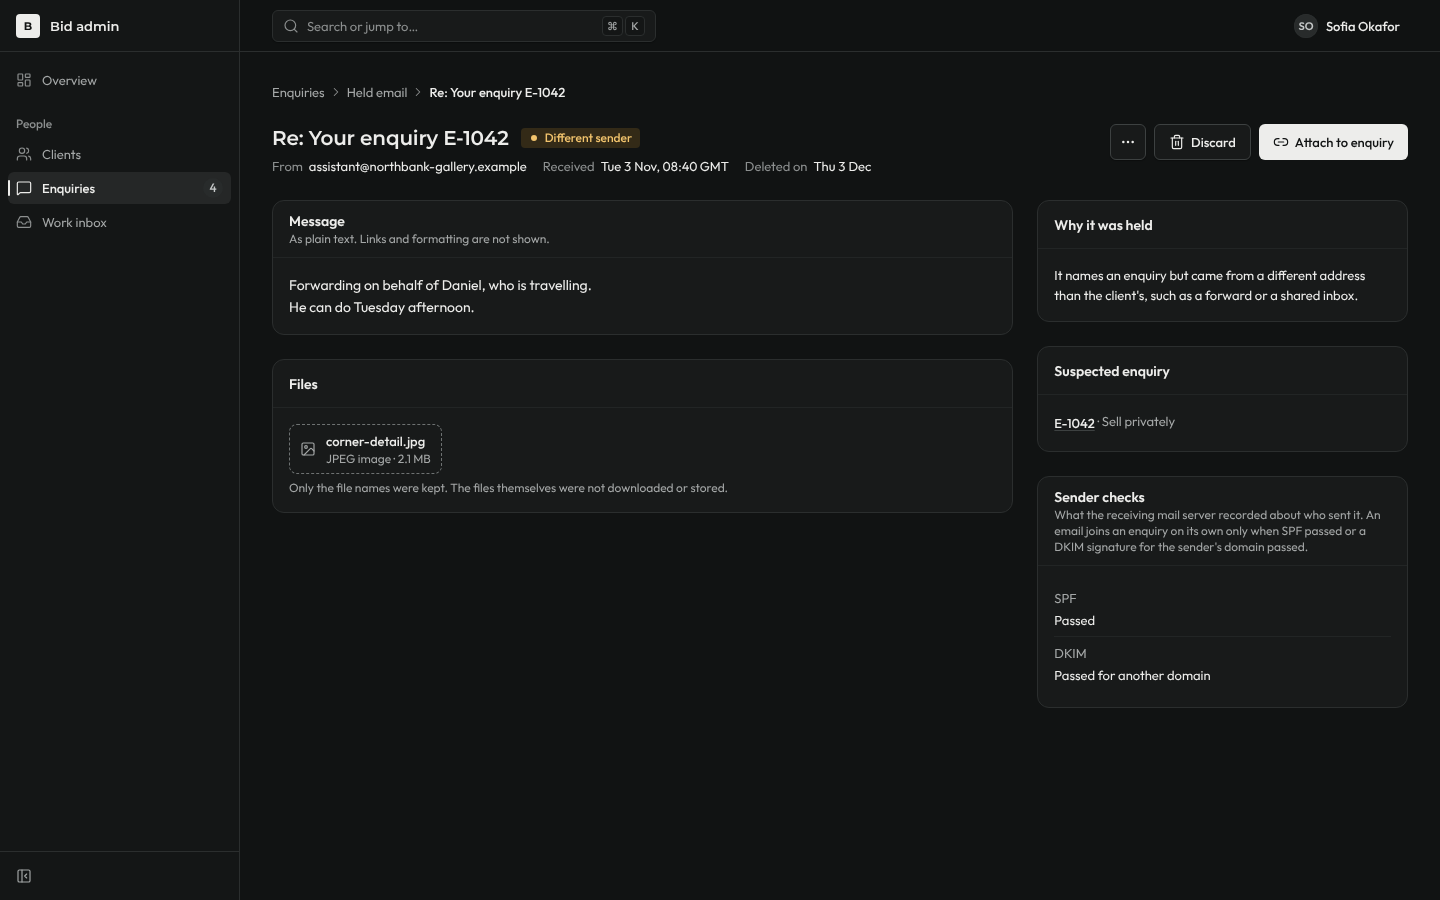 B Bid admin
Search or jump to...
⌘ K
SO Sofia Okafor
Overview
People
Clients
Enquiries 4
Work inbox
Enquiries > Held email > Re: Your enquiry E-1042
Re: Your enquiry E-1042
Different sender
Discard
Attach to enquiry
From assistant@northbank-gallery.example Received Tue 3 Nov, 08:40 GMT Deleted on Thu 3 Dec
Message
As plain text. Links and formatting are not shown.
Forwarding on behalf of Daniel, who is travelling.
He can do Tuesday afternoon.
Files
corner-detail.jpg
JPEG image · 2.1 MB
Only the file names were kept. The files themselves were not downloaded or stored.
Why it was held
It names an enquiry but came from a different address
than the client's, such as a forward or a shared inbox.
Suspected enquiry
E-1042 · Sell privately
Sender checks
What the receiving mail server recorded about who sent it. An
email joins an enquiry on its own only when SPF passed or a
DKIM signature for the sender's domain passed.
SPF
Passed
DKIM
Passed for another domain